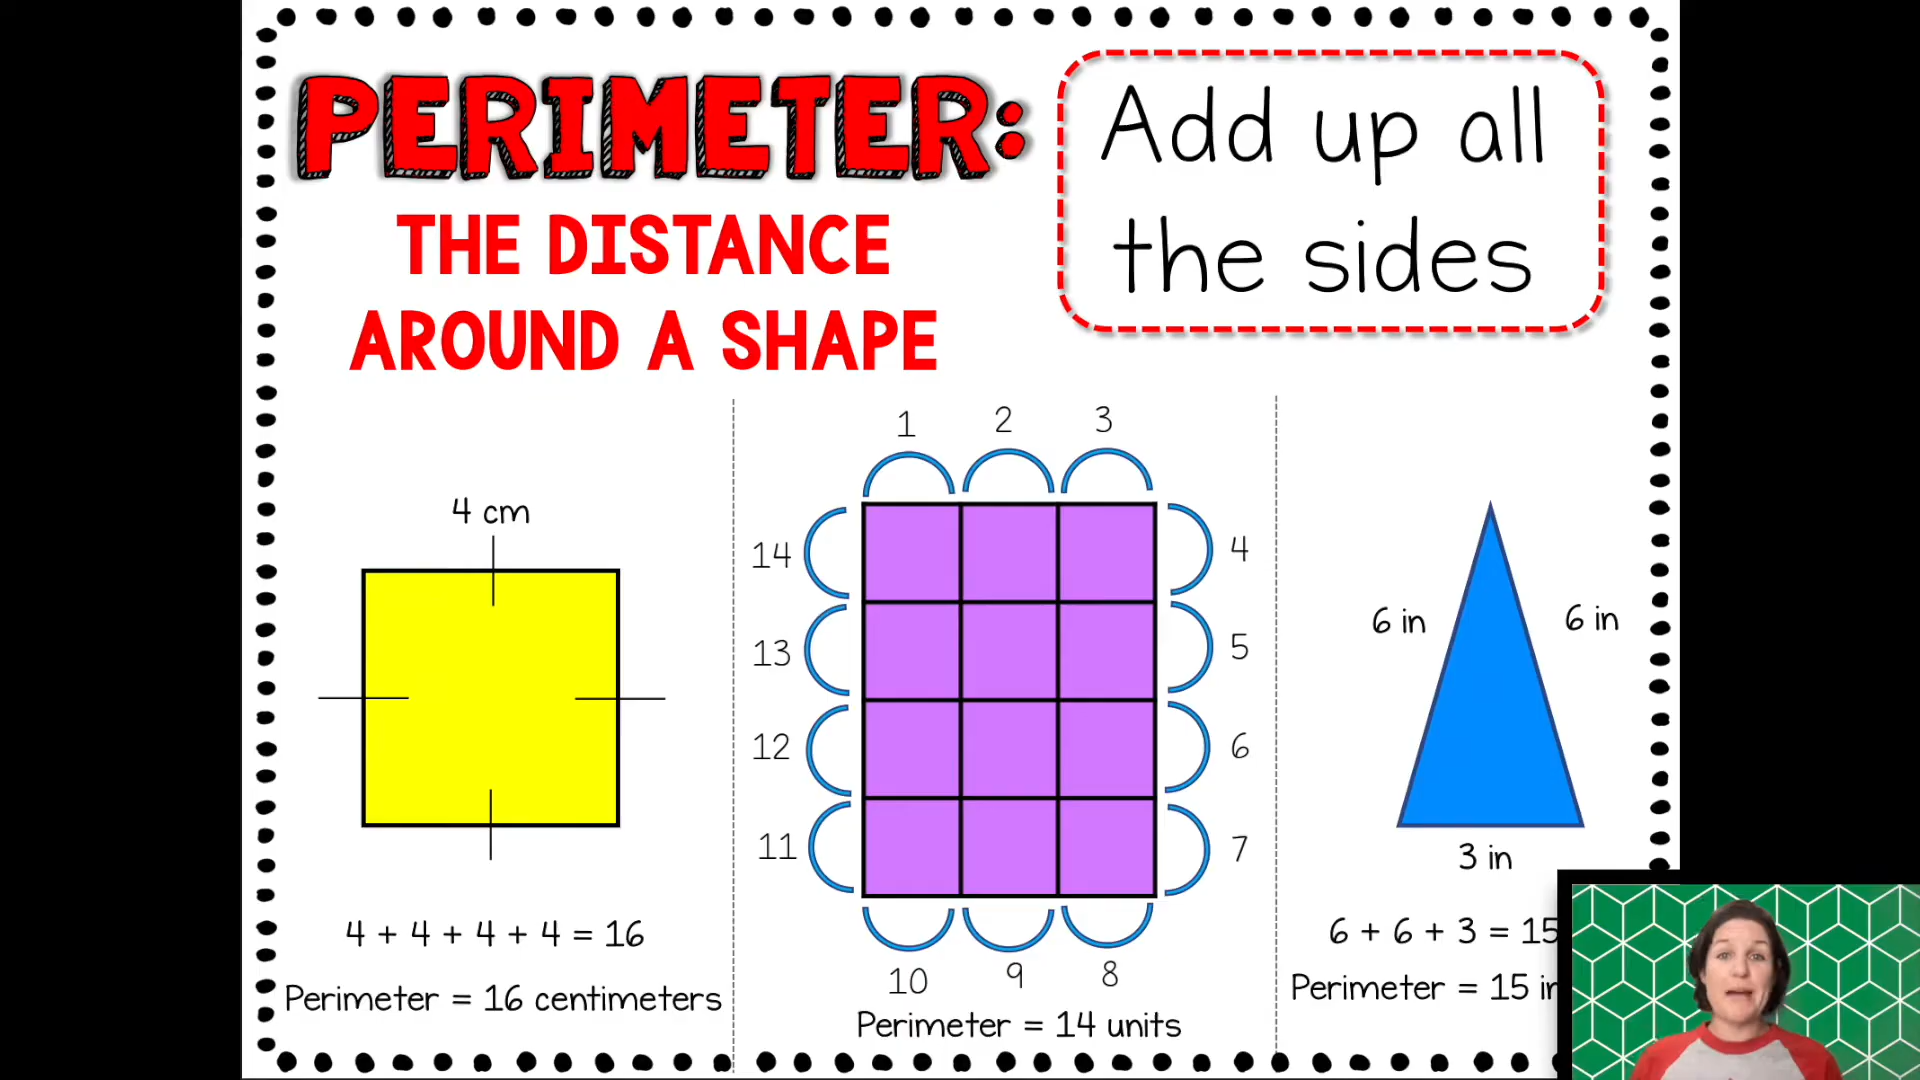 PERIMETER:
THE DISTANCE
AROUND A SHAPE
Add up all
the sides
4 cm
4 + 4 + 4 + 4 = 16
Perimeter = 16 centimeters
1 2 3
14 4
13 5
12 6
11 7
10 9 8
Perimeter = 14 units
6 in 6 in
3 in
6 + 6 + 3 = 15
Perimeter = 15